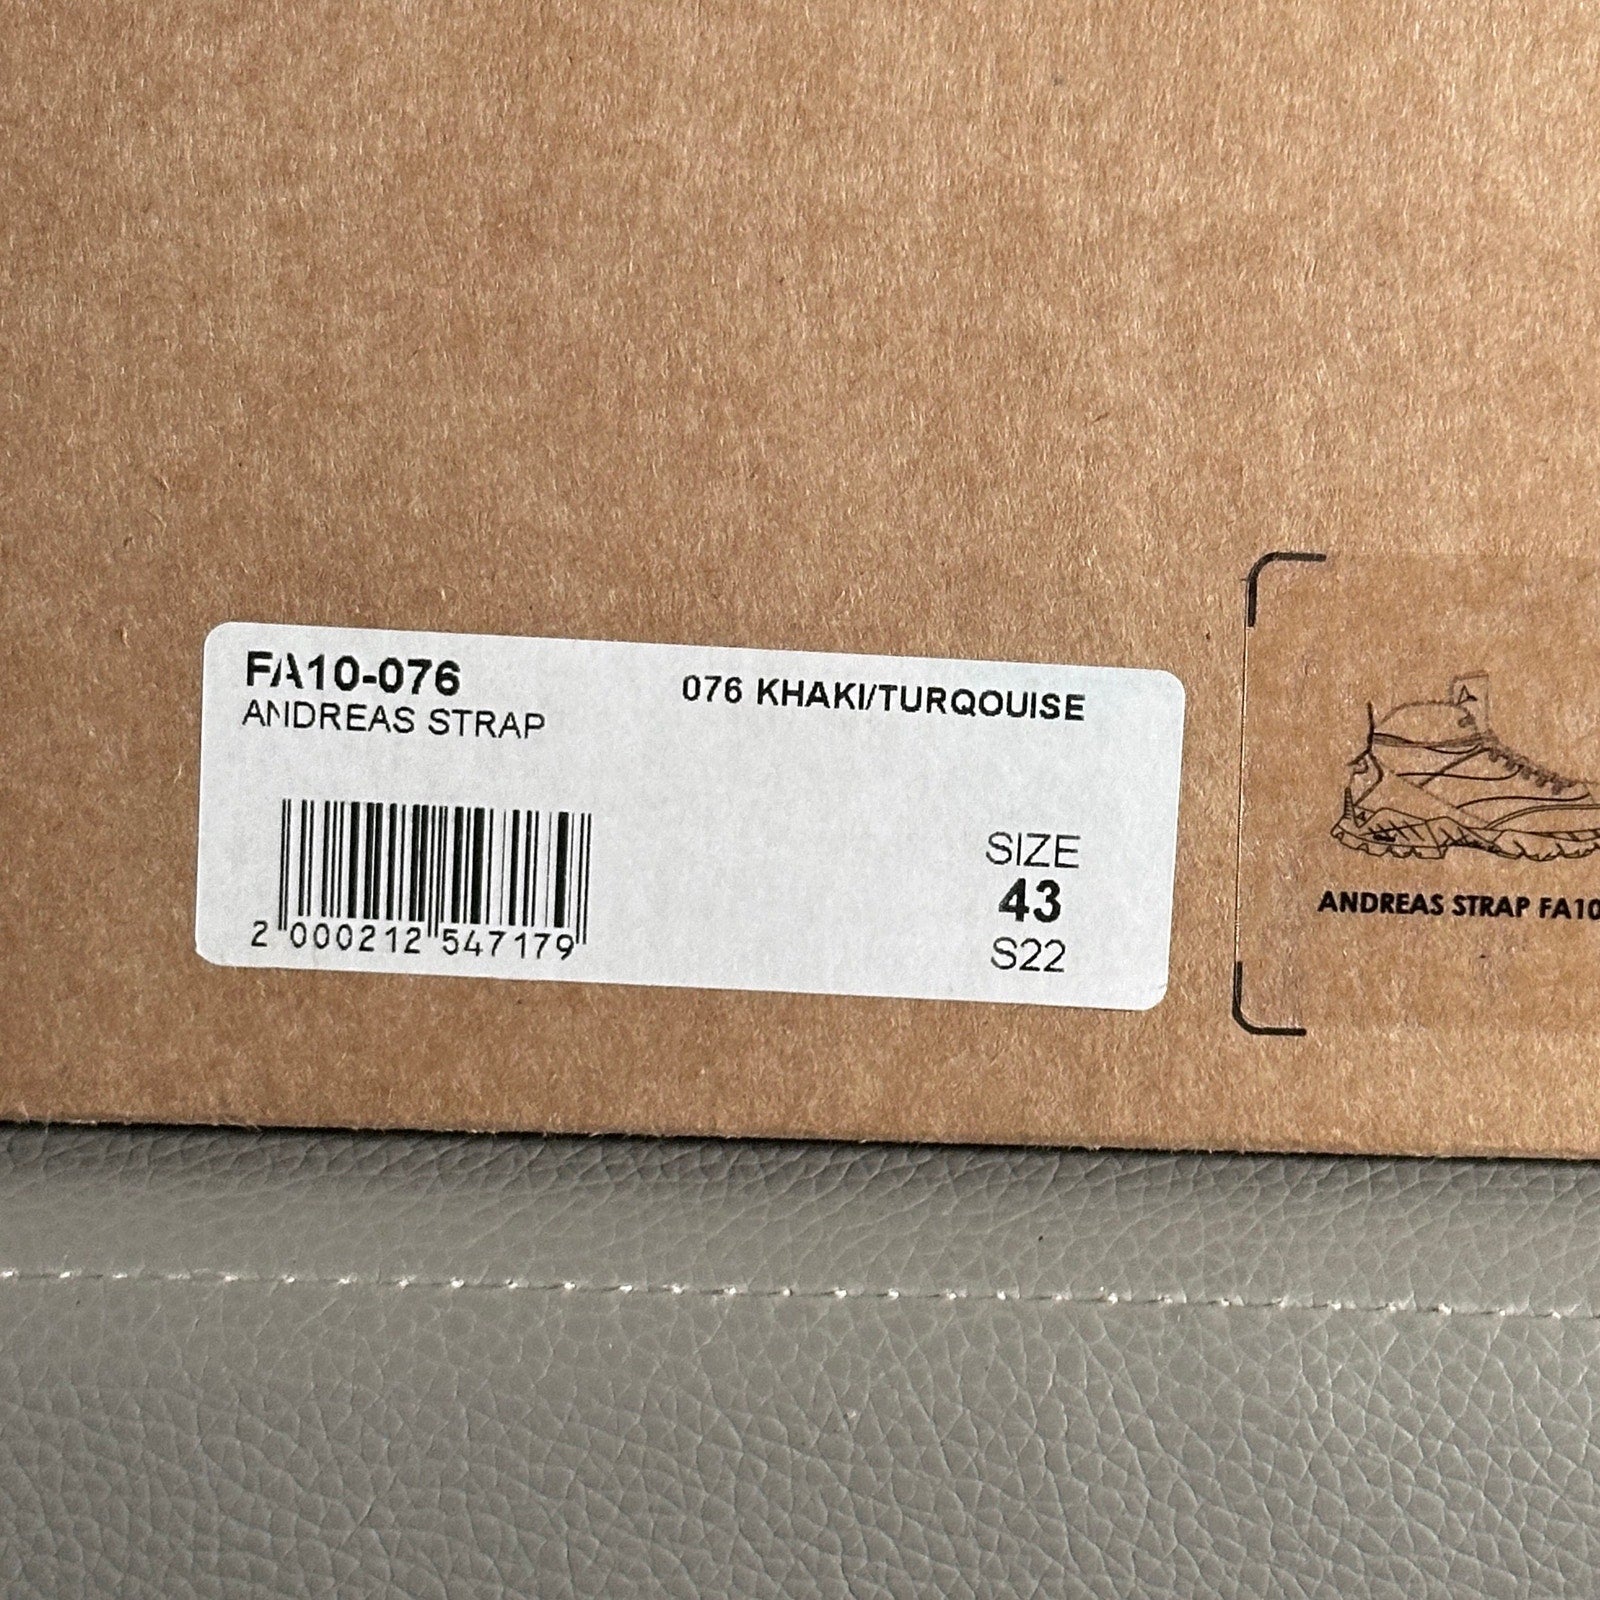 FA10-076
ANDREAS STRAP
076 KHAKI/TURQOUISE
2 000212 547179
SIZE
43
S22
ANDREAS STRAP FA10